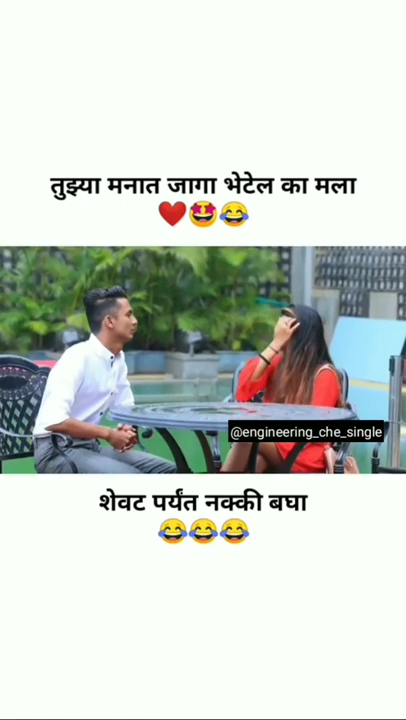 तुझ्या मनात जागा भेटेल का मला
❤️🤩😂
@engineering_che_single
शेवट पर्यंत नक्की बघा
😂😂😂